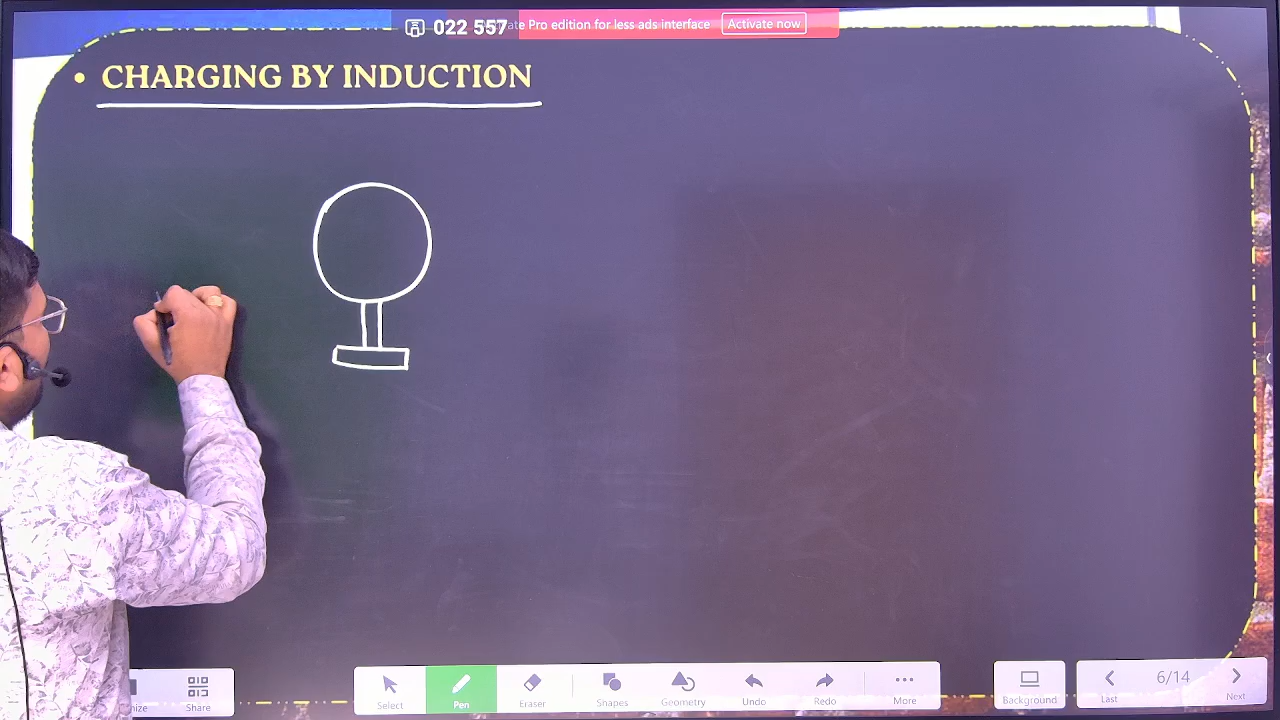 022 557
ate Pro edition for less ads interface
Activate now
• CHARGING BY INDUCTION
Share
Select
Pen
Eraser
Shapes
Geometry
Undo
Redo
More
Background
Last
6/14
Next